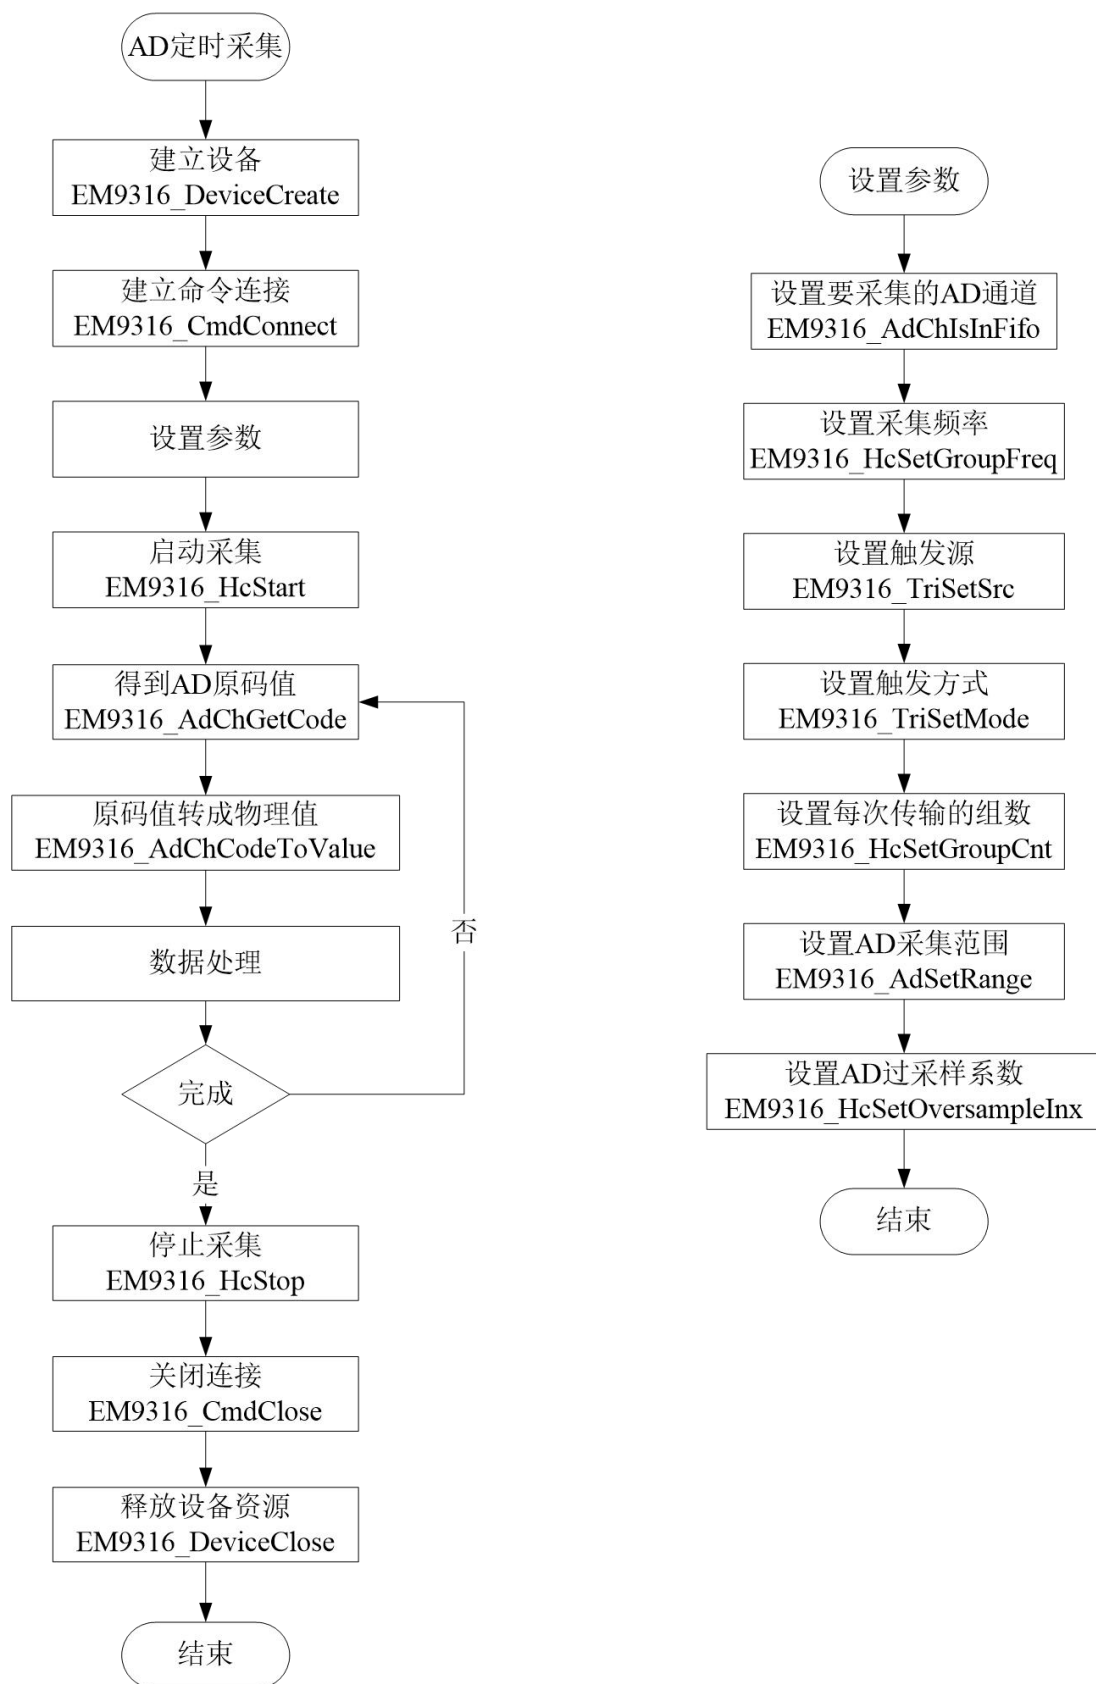 AD定时采集
建立设备
EM9316_DeviceCreate
建立命令连接
EM9316_CmdConnect
设置参数
启动采集
EM9316_HcStart
得到AD原码值
EM9316_AdChGetCode
原码值转成物理值
EM9316_AdChCodeToValue
数据处理
否
完成
是
停止采集
EM9316_HcStop
关闭连接
EM9316_CmdClose
释放设备资源
EM9316_DeviceClose
结束
设置参数
设置要采集的AD通道
EM9316_AdChIsInFifo
设置采集频率
EM9316_HcSetGroupFreq
设置触发源
EM9316_TriSetSrc
设置触发方式
EM9316_TriSetMode
设置每次传输的组数
EM9316_HcSetGroupCnt
设置AD采集范围
EM9316_AdSetRange
设置AD过采样系数
EM9316_HcSetOversampleInx
结束